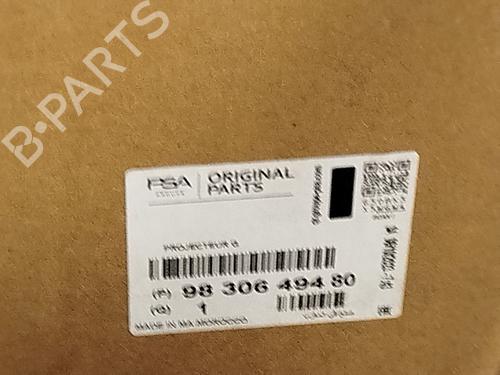 B-PARTS
PSA
ORIGINAL
PARTS
PROJECTEUR G
(P) 98 306 494 80
(Q) 1
MADE IN MA MOROCCO